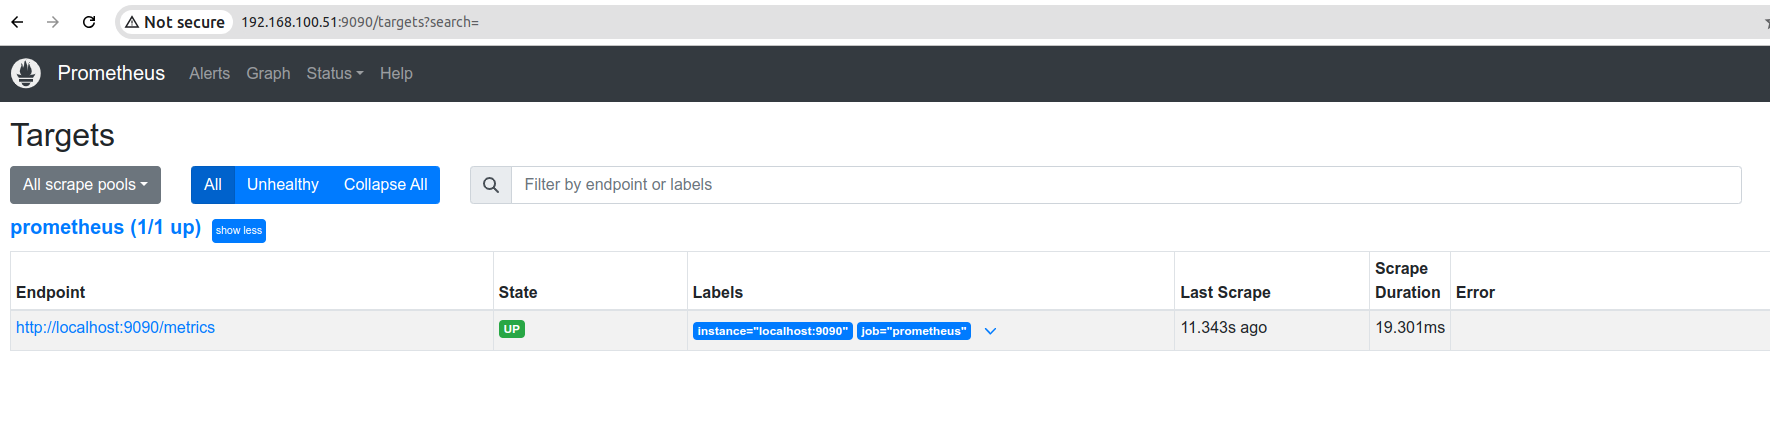 Not secure 192.168.100.51:9090/targets?search=
Prometheus Alerts Graph Status Help
Targets
All scrape pools All Unhealthy Collapse All Filter by endpoint or labels
prometheus (1/1 up) show less
Endpoint State Labels Last Scrape Scrape Duration Error
http://localhost:9090/metrics UP instance="localhost:9090" job="prometheus" 11.343s ago 19.301ms